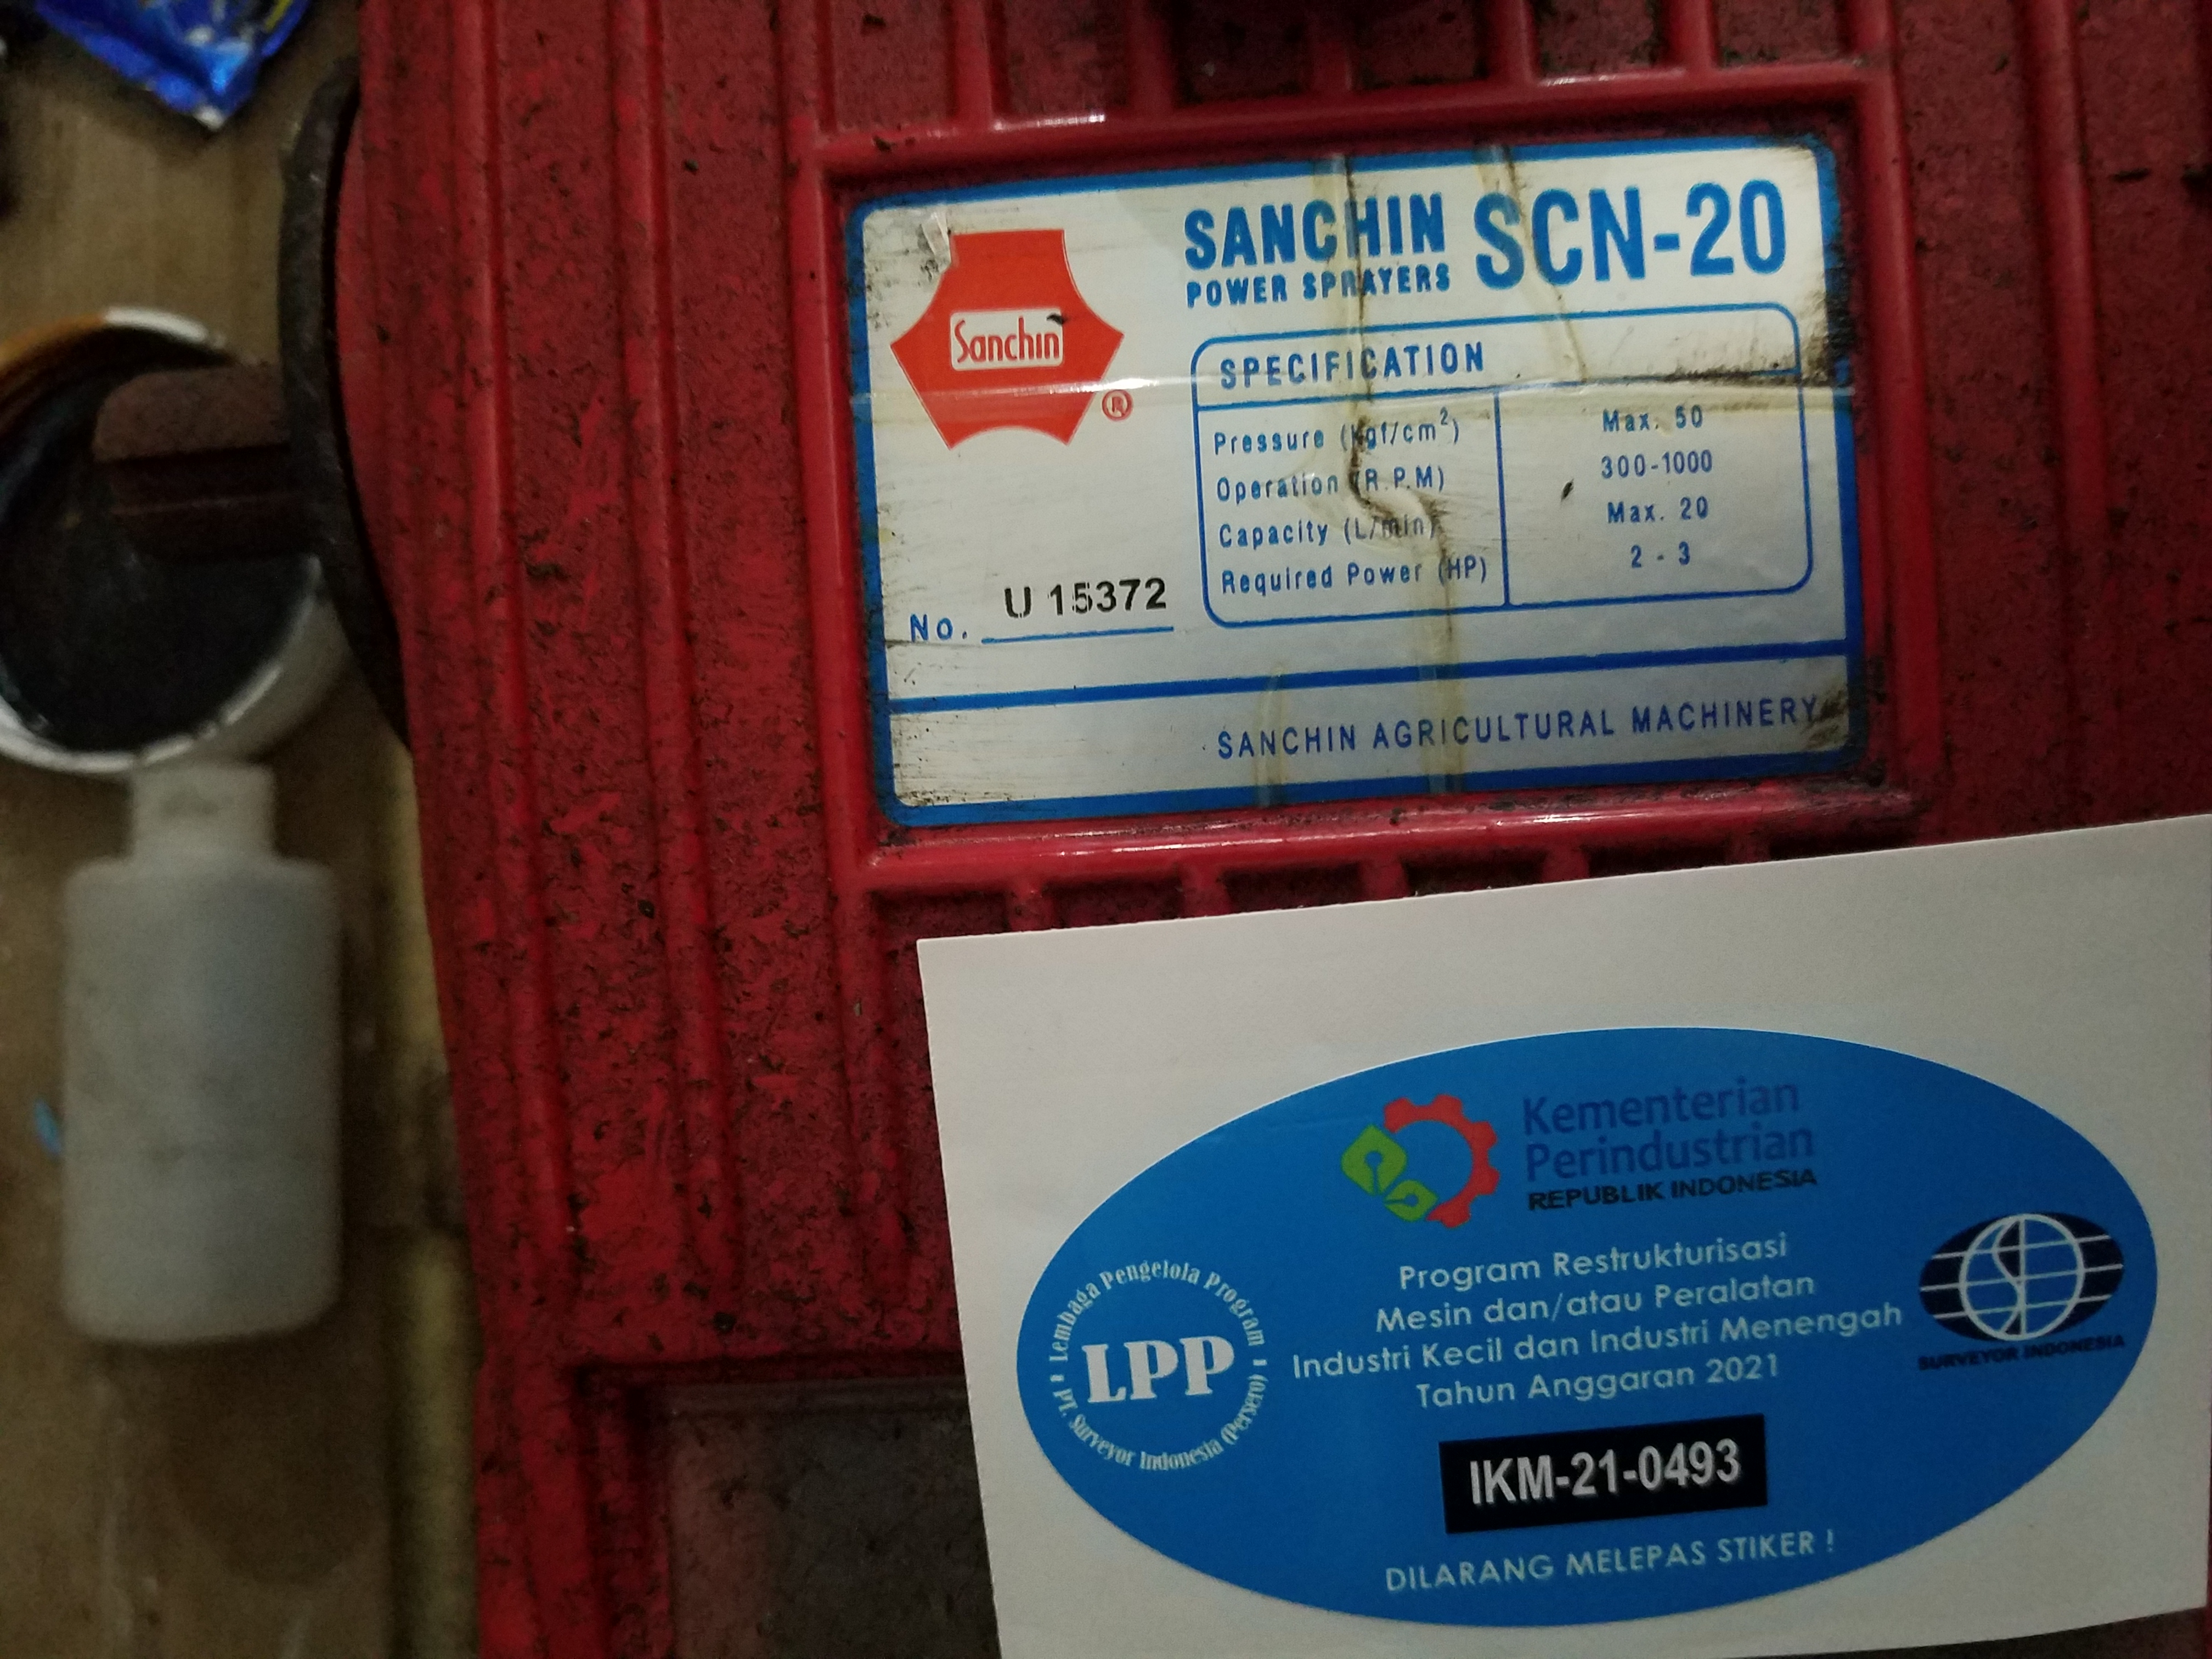 SANCHIN SCN-20
POWER SPRAYERS
Sanchin
®
SPECIFICATION
Pressure (Kgf/cm²) Max. 50
Operation (R.P.M) 300-1000
Capacity (L/min) Max. 20
Required Power (HP) 2 - 3
No. U 15372
SANCHIN AGRICULTURAL MACHINERY
Kementerian
Perindustrian
REPUBLIK INDONESIA
Program Restrukturisasi
Mesin dan/atau Peralatan
Industri Kecil dan Industri Menengah
Tahun Anggaran 2021
Lembaga Pengelola Program
LPP
PT. Surveyor Indonesia (Persero)
SURVEYOR INDONESIA
IKM-21-0493
DILARANG MELEPAS STIKER !